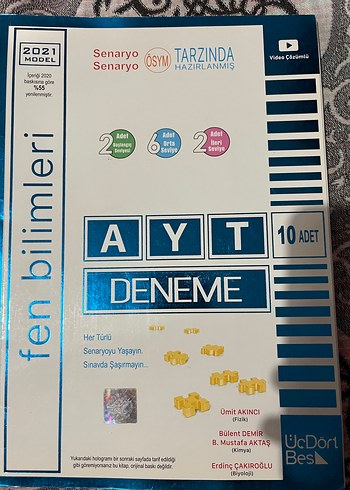 2021
MODEL
İçeriği 2020
baskısına göre
%55
yenilenmiştir.
Senaryo
Senaryo
ÖSYM
TARZINDA
HAZIRLANMIŞ
Video Çözümlü
2 Adet
Başlangıç
Seviyesi
6 Adet
Orta
Seviye
2 Adet
İleri
Seviye
fen bilimleri
AYT
10 ADET
DENEME
Her Türlü
Senaryoyu Yaşayın.
Sınavda Şaşırmayın...
Ümit AKINCI
(Fizik)
Bülent DEMİR
B. Mustafa AKTAŞ
(Kimya)
Erdinç ÇAKIROĞLU
(Biyoloji)
ÜçDört
Beş
Yukarıdaki hologram bir sonraki sayfada tarif edildiği
gibi göremiyorsanız bu kitap, orijinal baskı değildir.